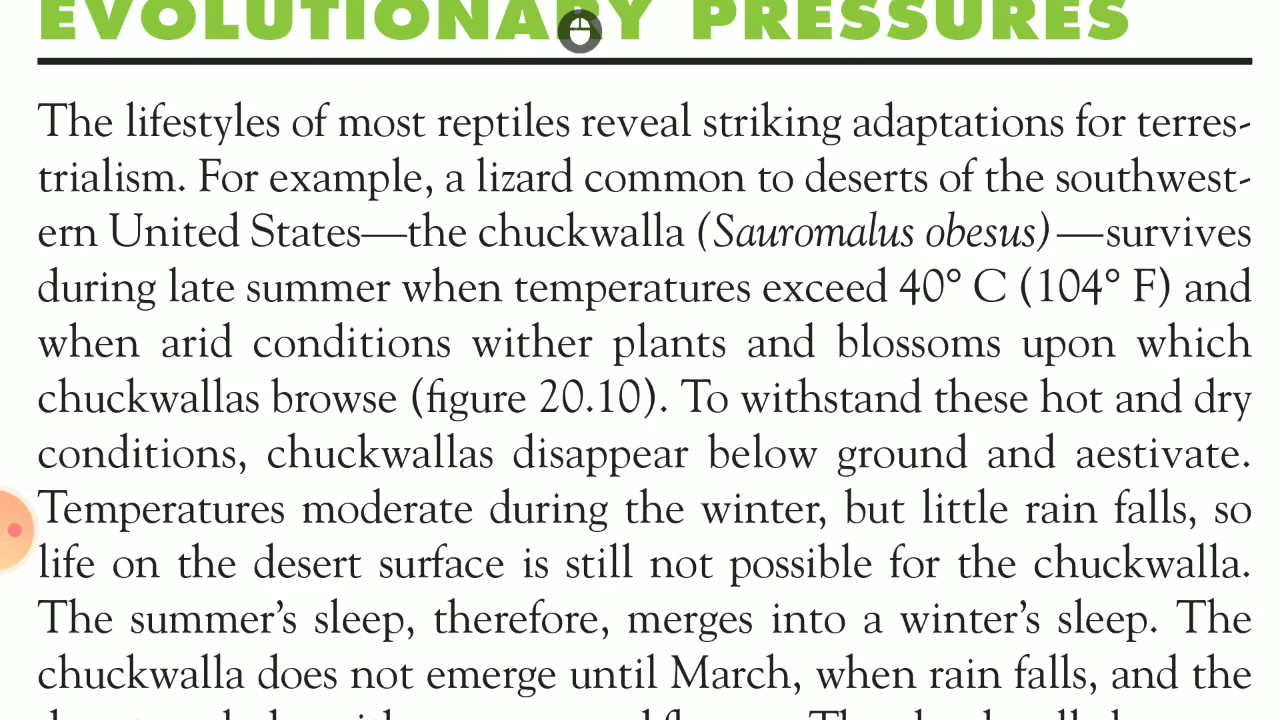 EVOLUTIONARY PRESSURES
The lifestyles of most reptiles reveal striking adaptations for terres-
trialism. For example, a lizard common to deserts of the southwest-
ern United States—the chuckwalla (Sauromalus obesus)—survives
during late summer when temperatures exceed 40° C (104° F) and
when arid conditions wither plants and blossoms upon which
chuckwallas browse (figure 20.10). To withstand these hot and dry
conditions, chuckwallas disappear below ground and aestivate.
Temperatures moderate during the winter, but little rain falls, so
life on the desert surface is still not possible for the chuckwalla.
The summer’s sleep, therefore, merges into a winter’s sleep. The
chuckwalla does not emerge until March, when rain falls, and the